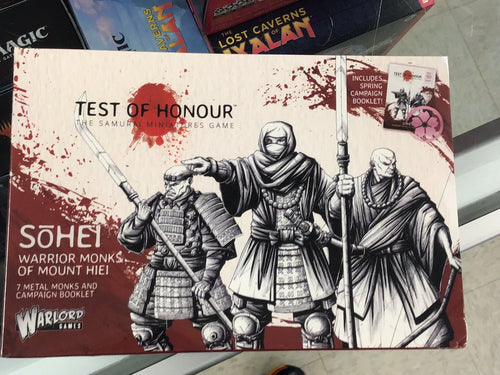 MAGIC
THE
LOST CAVERNS
OF IXALAN
TEST OF HONOUR
THE SAMURAI MINIATURES GAME
INCLUDES
SPRING
CAMPAIGN
BOOKLET!
SōHEI
WARRIOR MONKS
OF MOUNT HIEI
7 METAL MONKS AND
CAMPAIGN BOOKLET
WARLORD
GAMES